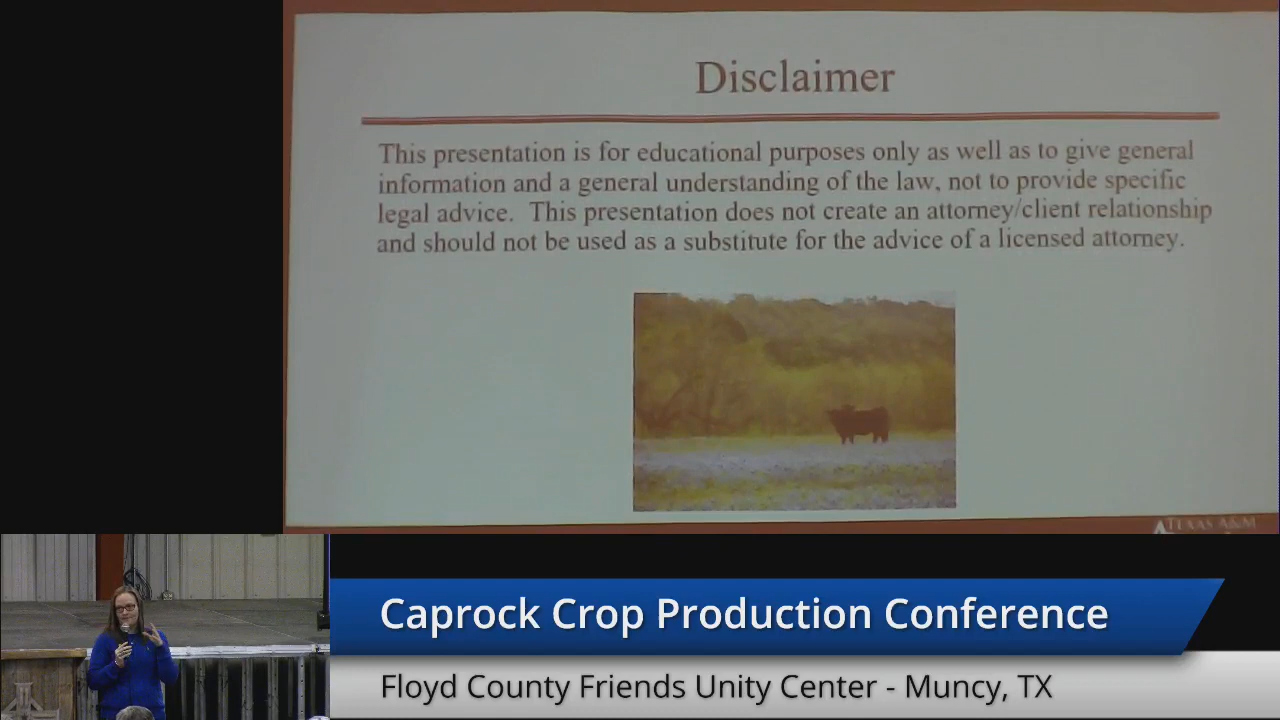 Disclaimer
This presentation is for educational purposes only as well as to give general
information and a general understanding of the law, not to provide specific
legal advice. This presentation does not create an attorney/client relationship
and should not be used as a substitute for the advice of a licensed attorney.
TEXAS A&M
Caprock Crop Production Conference
Floyd County Friends Unity Center - Muncy, TX